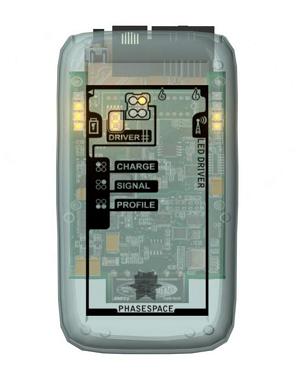 DRIVER#
LED DRIVER
CHARGE
SIGNAL
PROFILE
PHASESPACE